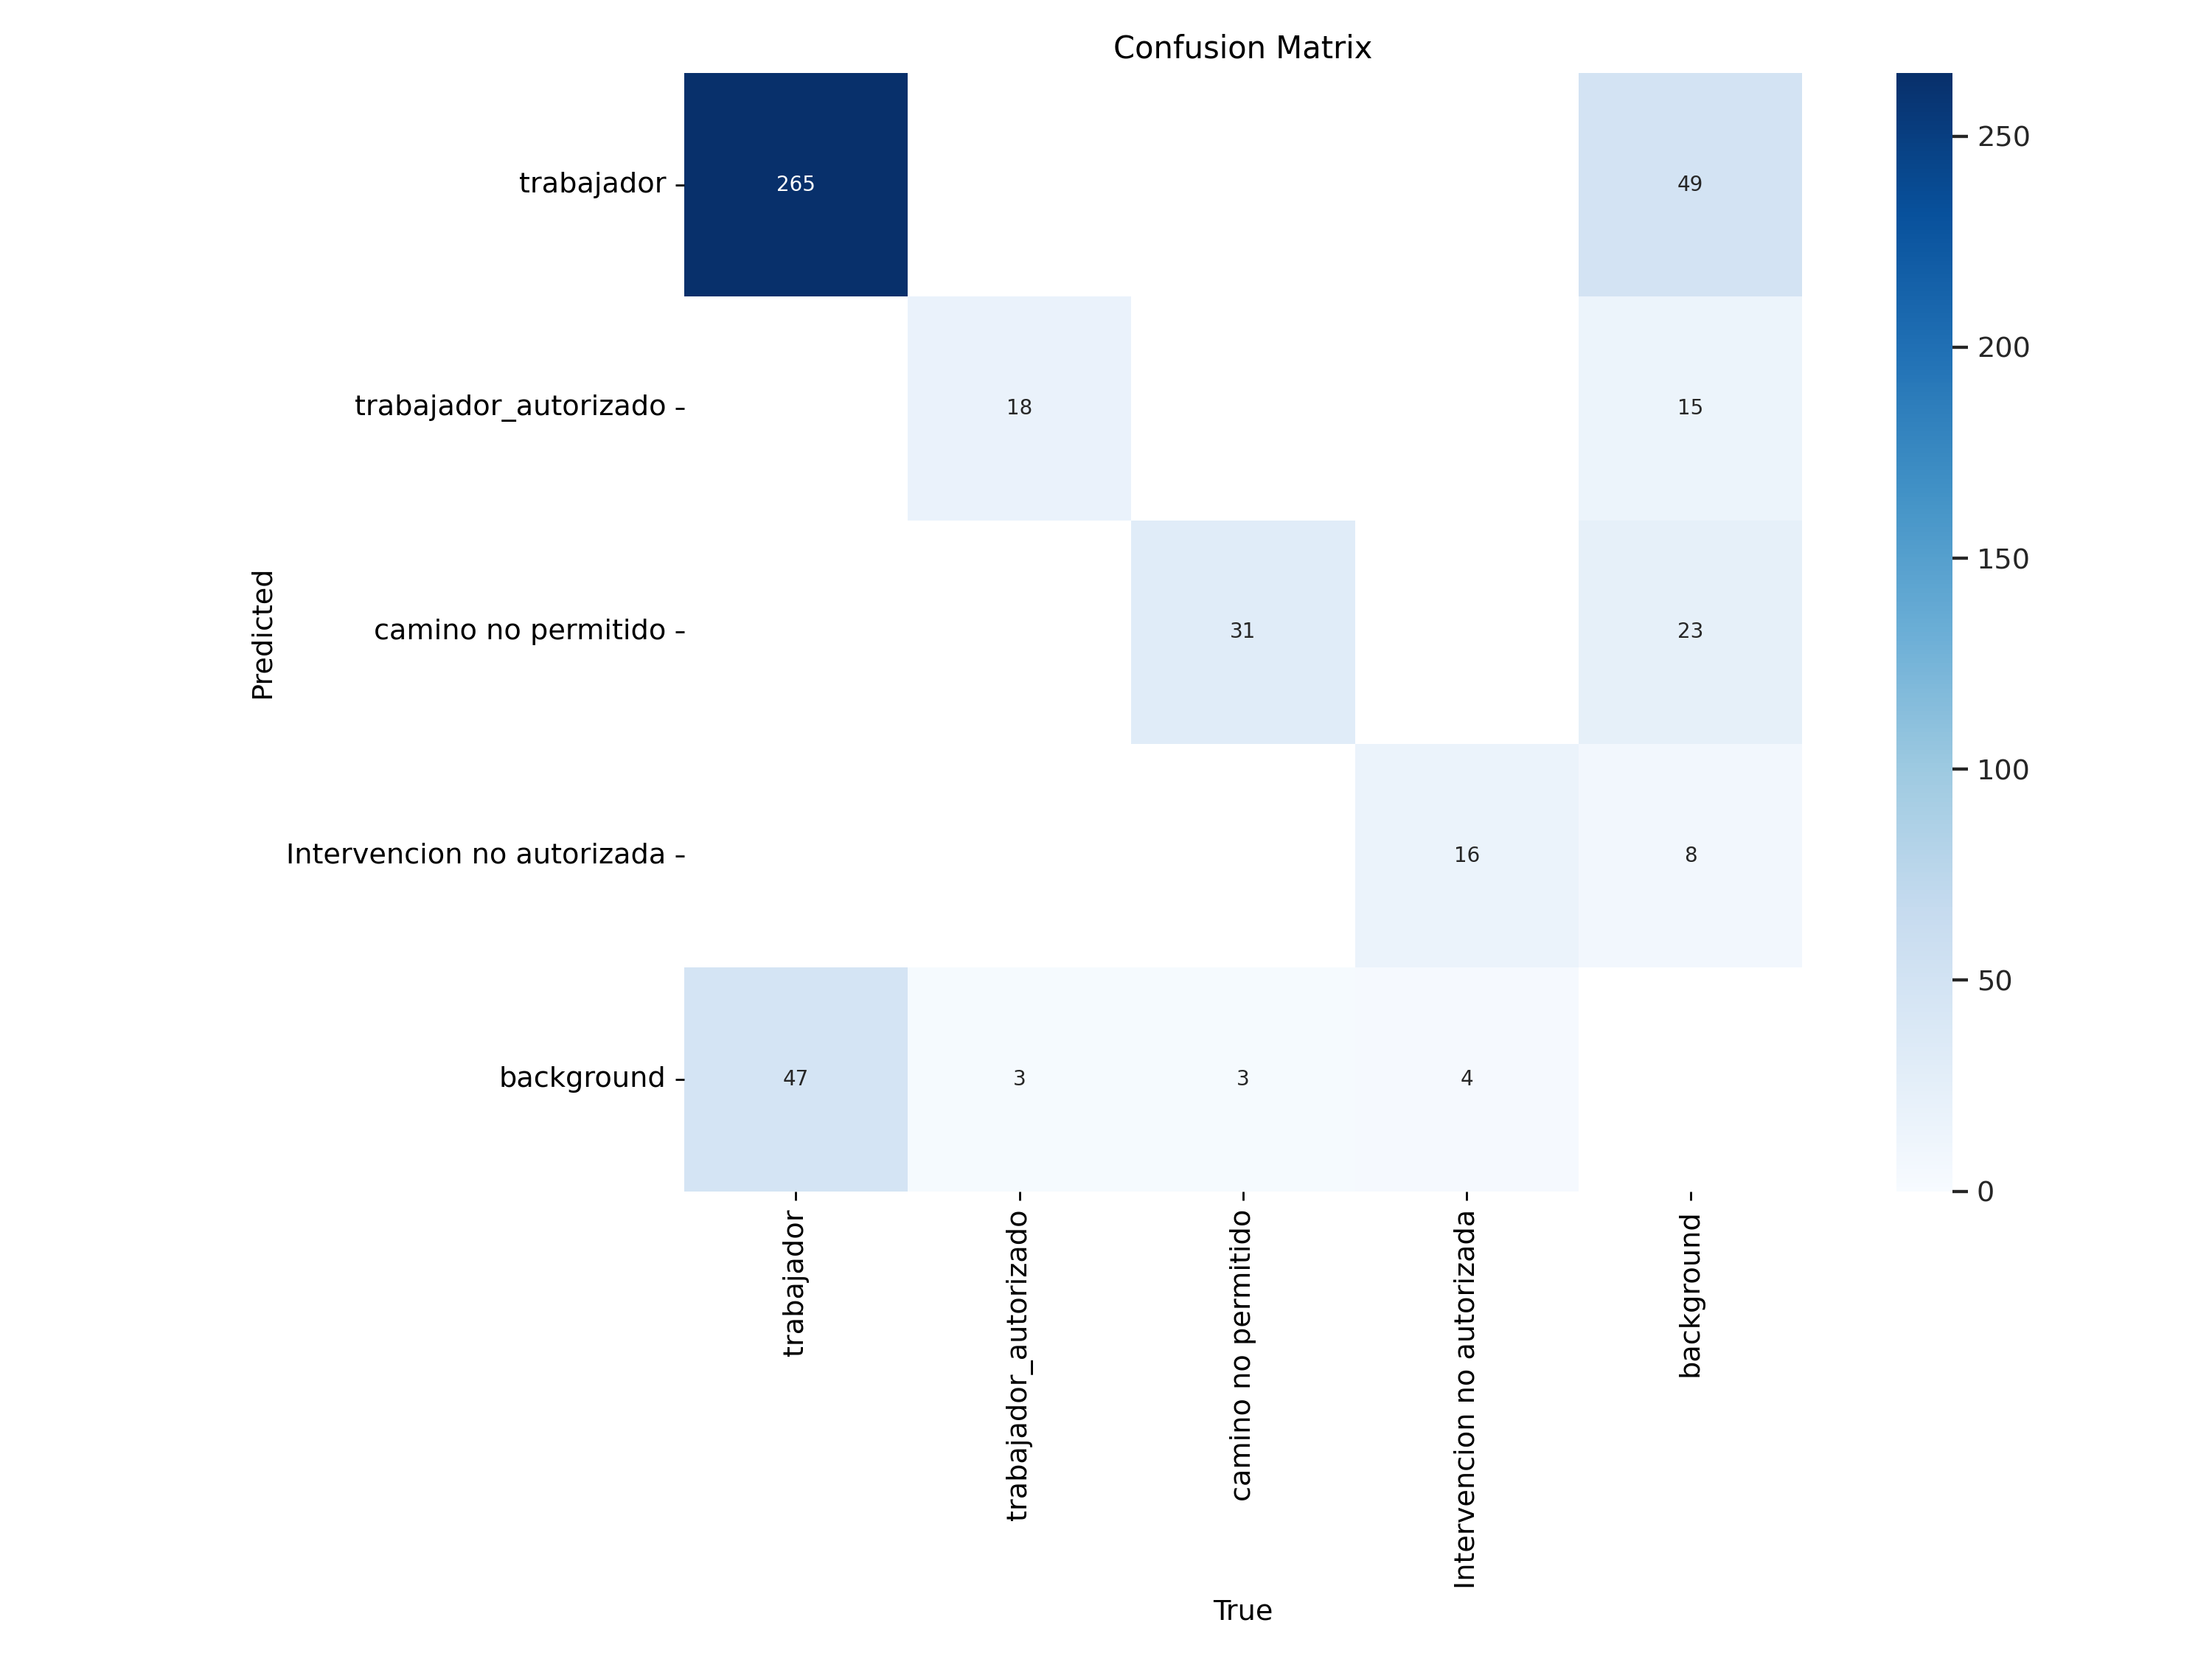 Confusion Matrix
trabajador
265
49
250
200
trabajador_autorizado
18
15
150
Predicted
camino no permitido
31
23
100
Intervencion no autorizada
16
8
50
background
47
3
3
4
0
trabajador
trabajador_autorizado
camino no permitido
Intervencion no autorizada
background
True